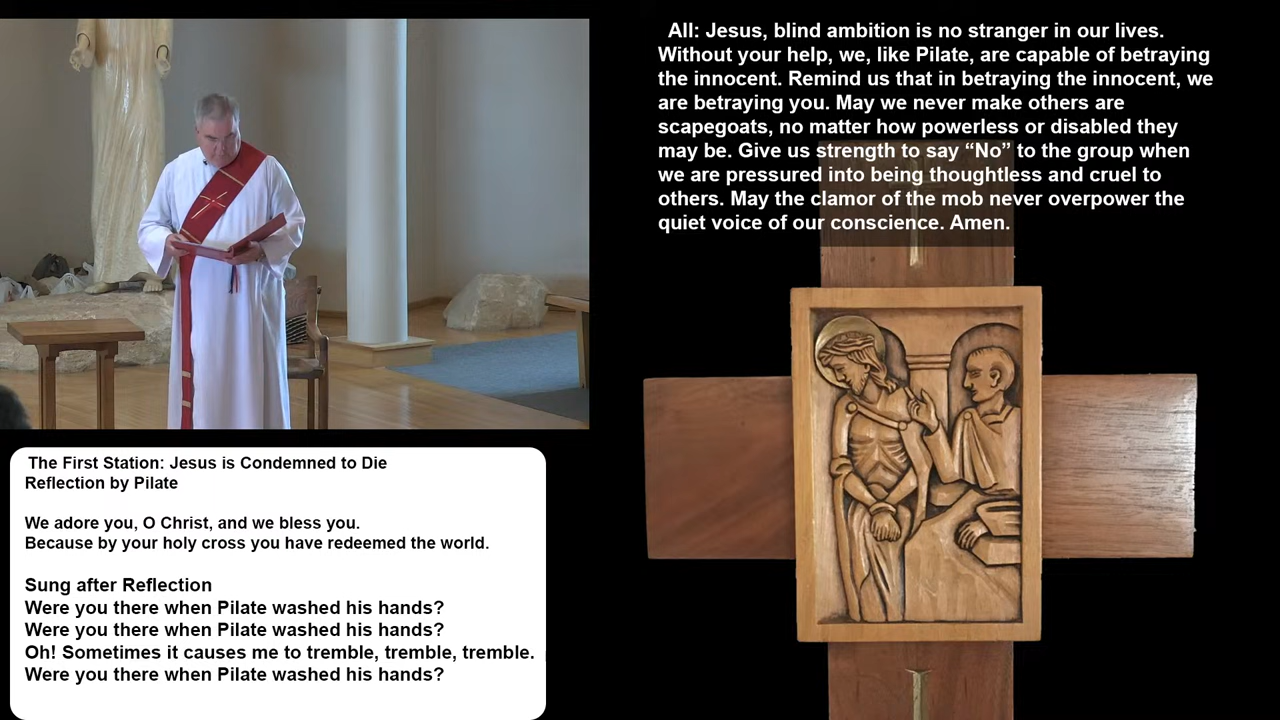 All: Jesus, blind ambition is no stranger in our lives.
Without your help, we, like Pilate, are capable of betraying
the innocent. Remind us that in betraying the innocent, we
are betraying you. May we never make others are
scapegoats, no matter how powerless or disabled they
may be. Give us strength to say “No” to the group when
we are pressured into being thoughtless and cruel to
others. May the clamor of the mob never overpower the
quiet voice of our conscience. Amen.
The First Station: Jesus is Condemned to Die
Reflection by Pilate
We adore you, O Christ, and we bless you.
Because by your holy cross you have redeemed the world.
Sung after Reflection
Were you there when Pilate washed his hands?
Were you there when Pilate washed his hands?
Oh! Sometimes it causes me to tremble, tremble, tremble.
Were you there when Pilate washed his hands?